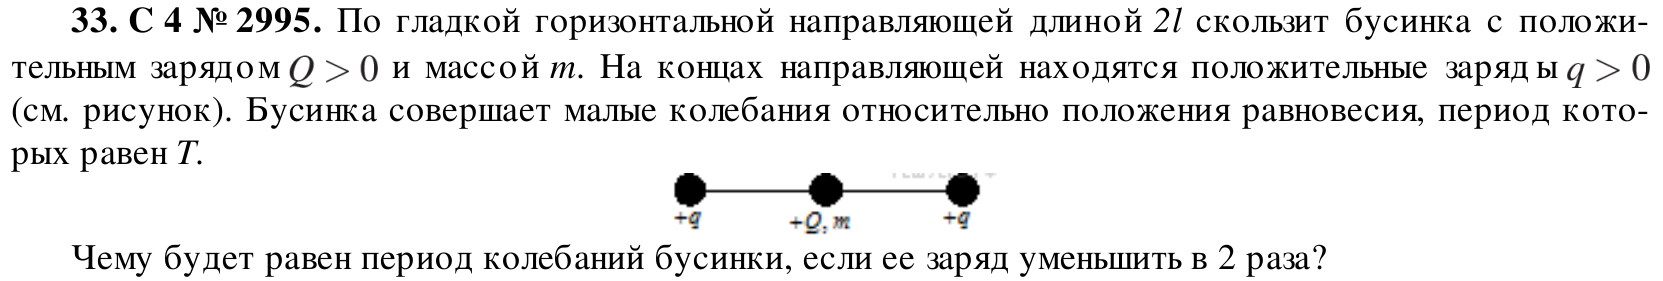 33. С 4 № 2995. По гладкой горизонтальной направляющей длиной 2l скользит бусинка с положи-
тельным зарядом Q > 0 и массой m. На концах направляющей находятся положительные заряды q > 0
(см. рисунок). Бусинка совершает малые колебания относительно положения равновесия, период кото-
рых равен T.
+q +Q, m +q
Чему будет равен период колебаний бусинки, если ее заряд уменьшить в 2 раза?